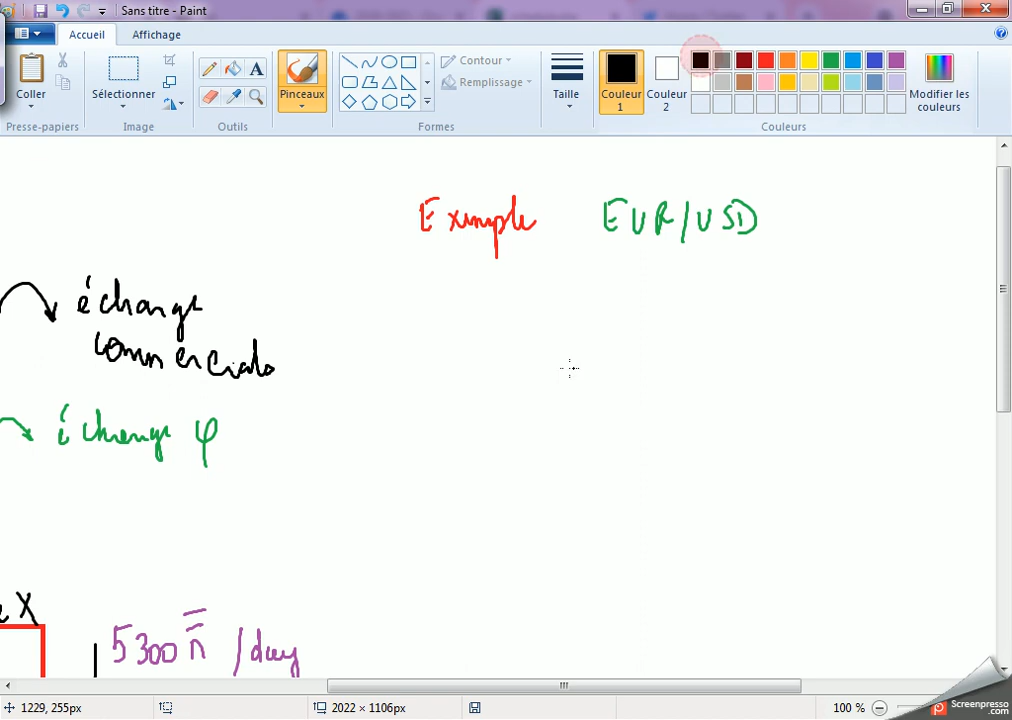 Sans titre - Paint
Accueil
Affichage
Coller
Sélectionner
Pinceaux
Contour
Remplissage
Taille
Couleur 1
Couleur 2
Modifier les couleurs
Presse-papiers
Image
Outils
Formes
Couleurs
Exemple EUR/USD
échange
commerciale
échange φ
X
5300 /day
1229, 255px
2022 × 1106px
100 %
Screenpresso
.com